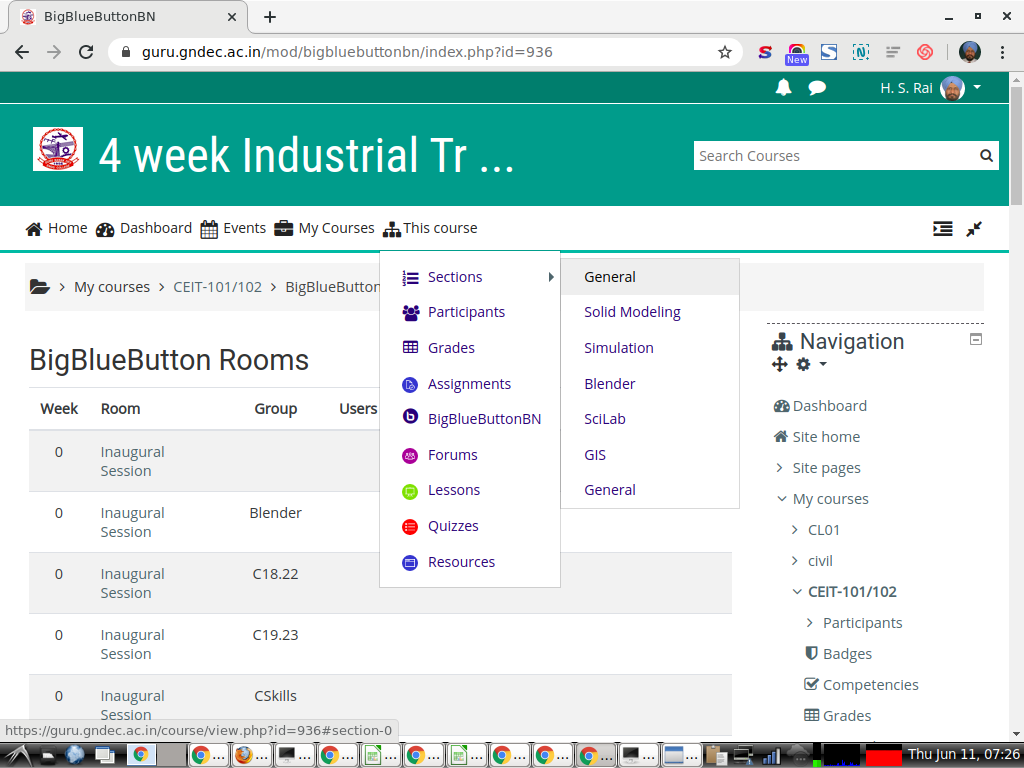 BigBlueButtonBN
guru.gndec.ac.in/mod/bigbluebuttonbn/index.php?id=936
New
H. S. Rai
4 week Industrial Tr ...
Search Courses
Home Dashboard Events My Courses This course
My courses CEIT-101/102 BigBlueButton
Sections
Participants
Grades
Assignments
BigBlueButtonBN
Forums
Lessons
Quizzes
Resources
General
Solid Modeling
Simulation
Blender
SciLab
GIS
General
BigBlueButton Rooms
Week Room Group Users
0 Inaugural
Session
0 Inaugural Blender
Session
0 Inaugural C18.22
Session
0 Inaugural C19.23
Session
0 Inaugural CSkills
Session
Navigation
Dashboard
Site home
Site pages
My courses
CL01
civil
CEIT-101/102
Participants
Badges
Competencies
Grades
https://guru.gndec.ac.in/course/view.php?id=936#section-0
... ... ... ... ... ... ... ... ... ... ... ...
Thu Jun 11, 07:26